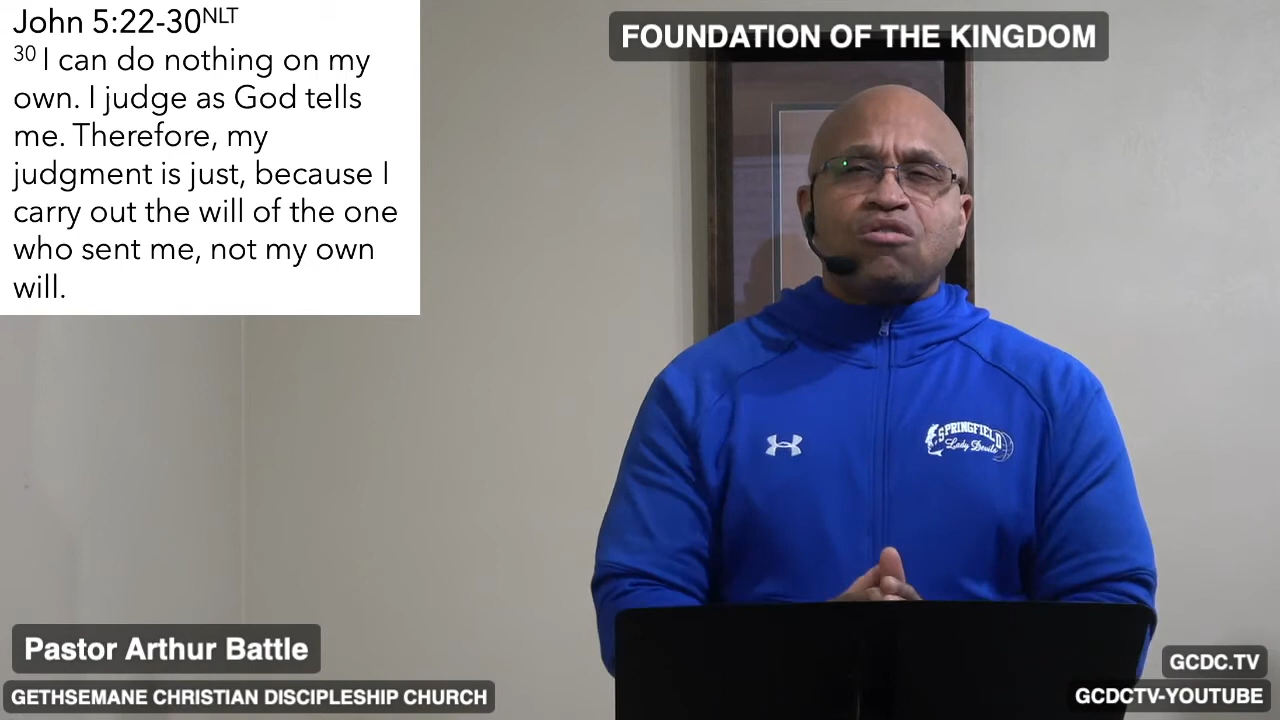 John 5:22-30NLT
30 I can do nothing on my
own. I judge as God tells
me. Therefore, my
judgment is just, because I
carry out the will of the one
who sent me, not my own
will.
FOUNDATION OF THE KINGDOM
SPRINGFIELD
Lady Devils
Pastor Arthur Battle
GETHSEMANE CHRISTIAN DISCIPLESHIP CHURCH
GCDC.TV
GCDCTV-YOUTUBE